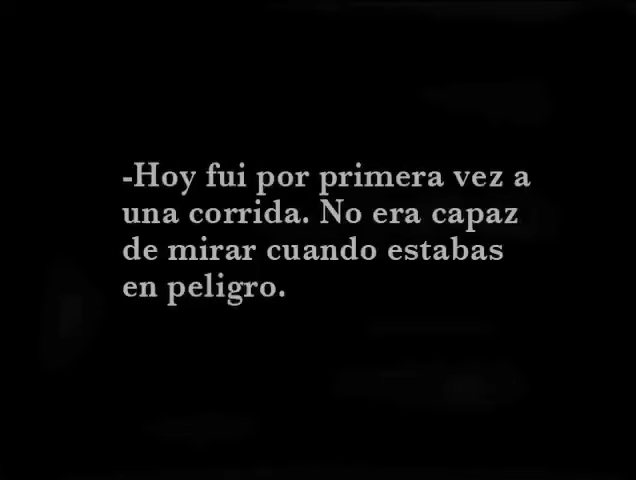 -Hoy fui por primera vez a
una corrida. No era capaz
de mirar cuando estabas
en peligro.